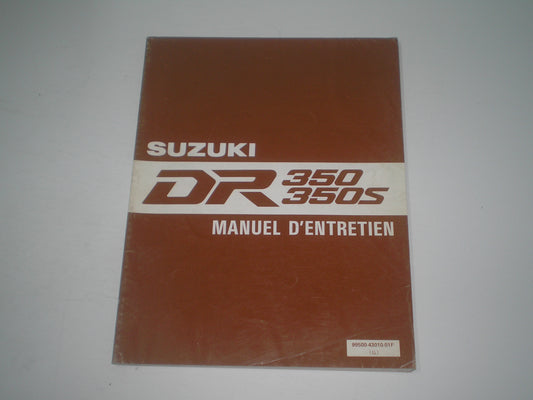 SUZUKI
DR 350
350S
MANUEL D'ENTRETIEN
99500-43010-01F